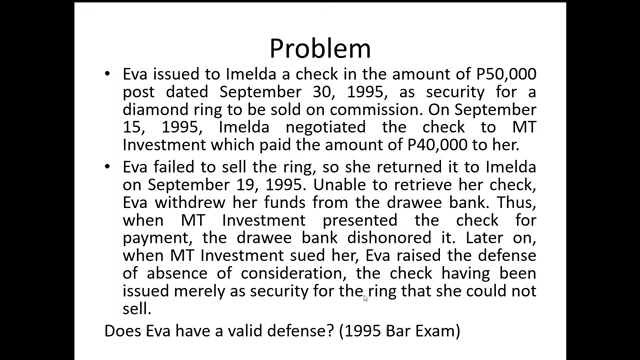 Problem
• Eva issued to Imelda a check in the amount of P50,000
post dated September 30, 1995, as security for a
diamond ring to be sold on commission. On September
15, 1995, Imelda negotiated the check to MT
Investment which paid the amount of P40,000 to her.
• Eva failed to sell the ring, so she returned it to Imelda
on September 19, 1995. Unable to retrieve her check,
Eva withdrew her funds from the drawee bank. Thus,
when MT Investment presented the check for
payment, the drawee bank dishonored it. Later on,
when MT Investment sued her, Eva raised the defense
of absence of consideration, the check having been
issued merely as security for the ring that she could not
sell.
Does Eva have a valid defense? (1995 Bar Exam)